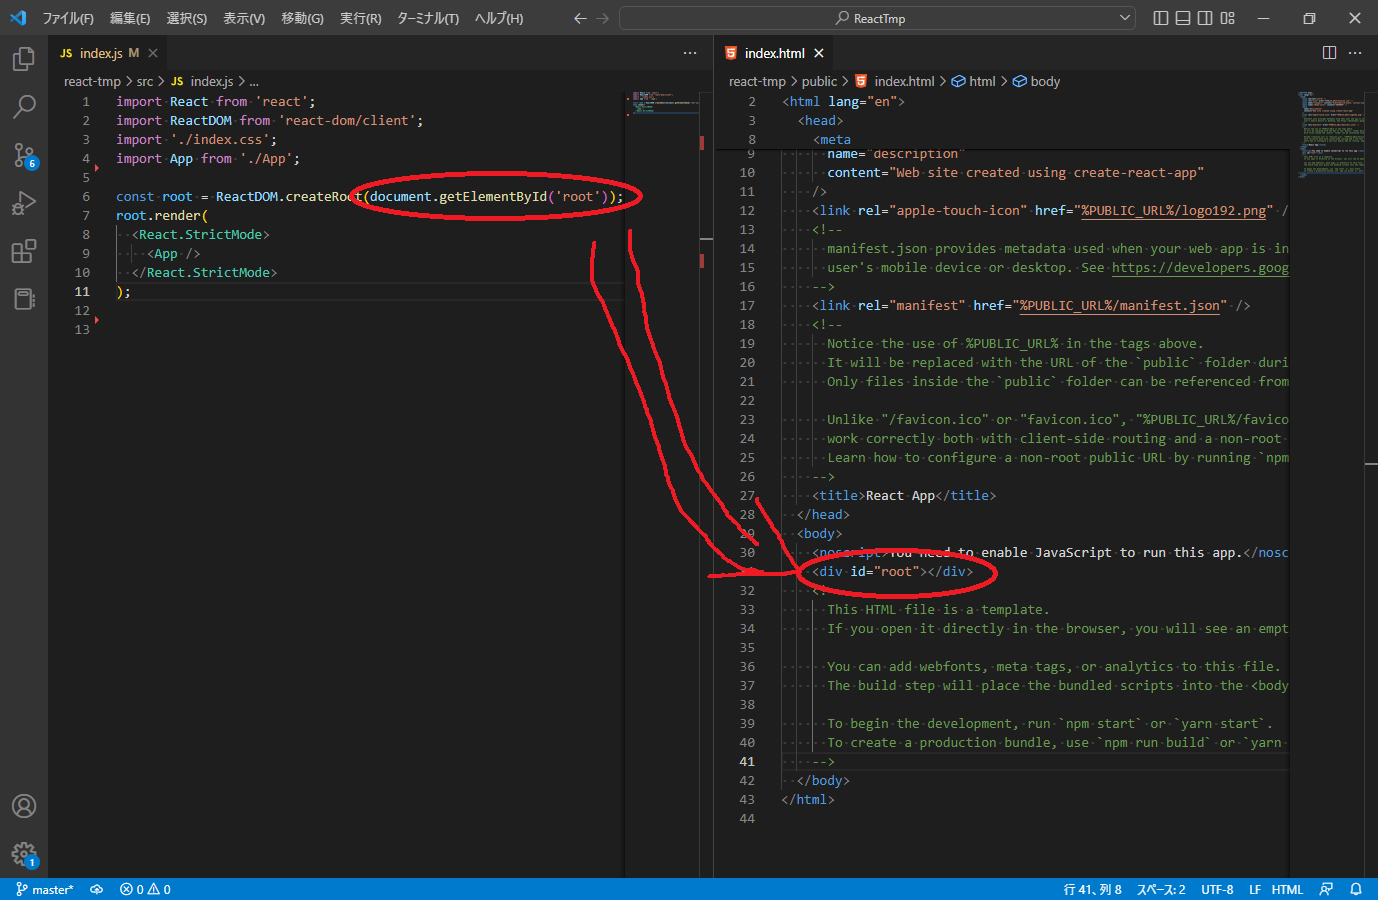 ファイル(F) 編集(E) 選択(S) 表示(V) 移動(G) 実行(R) ターミナル(T) ヘルプ(H) ReactTmp
JS index.js M
react-tmp > src > JS index.js > ...
1 import React from 'react';
2 import ReactDOM from 'react-dom/client';
3 import './index.css';
4 import App from './App';
5
6 const root = ReactDOM.createRoot(document.getElementById('root'));
7 root.render(
8 <React.StrictMode>
9 <App />
10 </React.StrictMode>
11 );
12
13
index.html
react-tmp > public > index.html > html > body
2 <html lang="en">
3 <head>
8 <meta
9 name="description"
10 content="Web site created using create-react-app"
11 />
12 <link rel="apple-touch-icon" href="%PUBLIC_URL%/logo192.png" /
13 <!--
14 manifest.json provides metadata used when your web app is in
15 user's mobile device or desktop. See https://developers.goog
16 -->
17 <link rel="manifest" href="%PUBLIC_URL%/manifest.json" />
18 <!--
19 Notice the use of %PUBLIC_URL% in the tags above.
20 It will be replaced with the URL of the `public` folder duri
21 Only files inside the `public` folder can be referenced from
22
23 Unlike "/favicon.ico" or "favicon.ico", "%PUBLIC_URL%/favico
24 work correctly both with client-side routing and a non-root
25 Learn how to configure a non-root public URL by running `npm
26 -->
27 <title>React App</title>
28 </head>
29 <body>
30 <noscript>You need to enable JavaScript to run this app.</nosc
<div id="root"></div>
32 <!
33 This HTML file is a template.
34 If you open it directly in the browser, you will see an empt
35
36 You can add webfonts, meta tags, or analytics to this file.
37 The build step will place the bundled scripts into the <body
38
39 To begin the development, run `npm start` or `yarn start`.
40 To create a production bundle, use `npm run build` or `yarn
41 -->
42 </body>
43 </html>
44
6
1
master* 0 0 行 41、列 8 スペース: 2 UTF-8 LF HTML